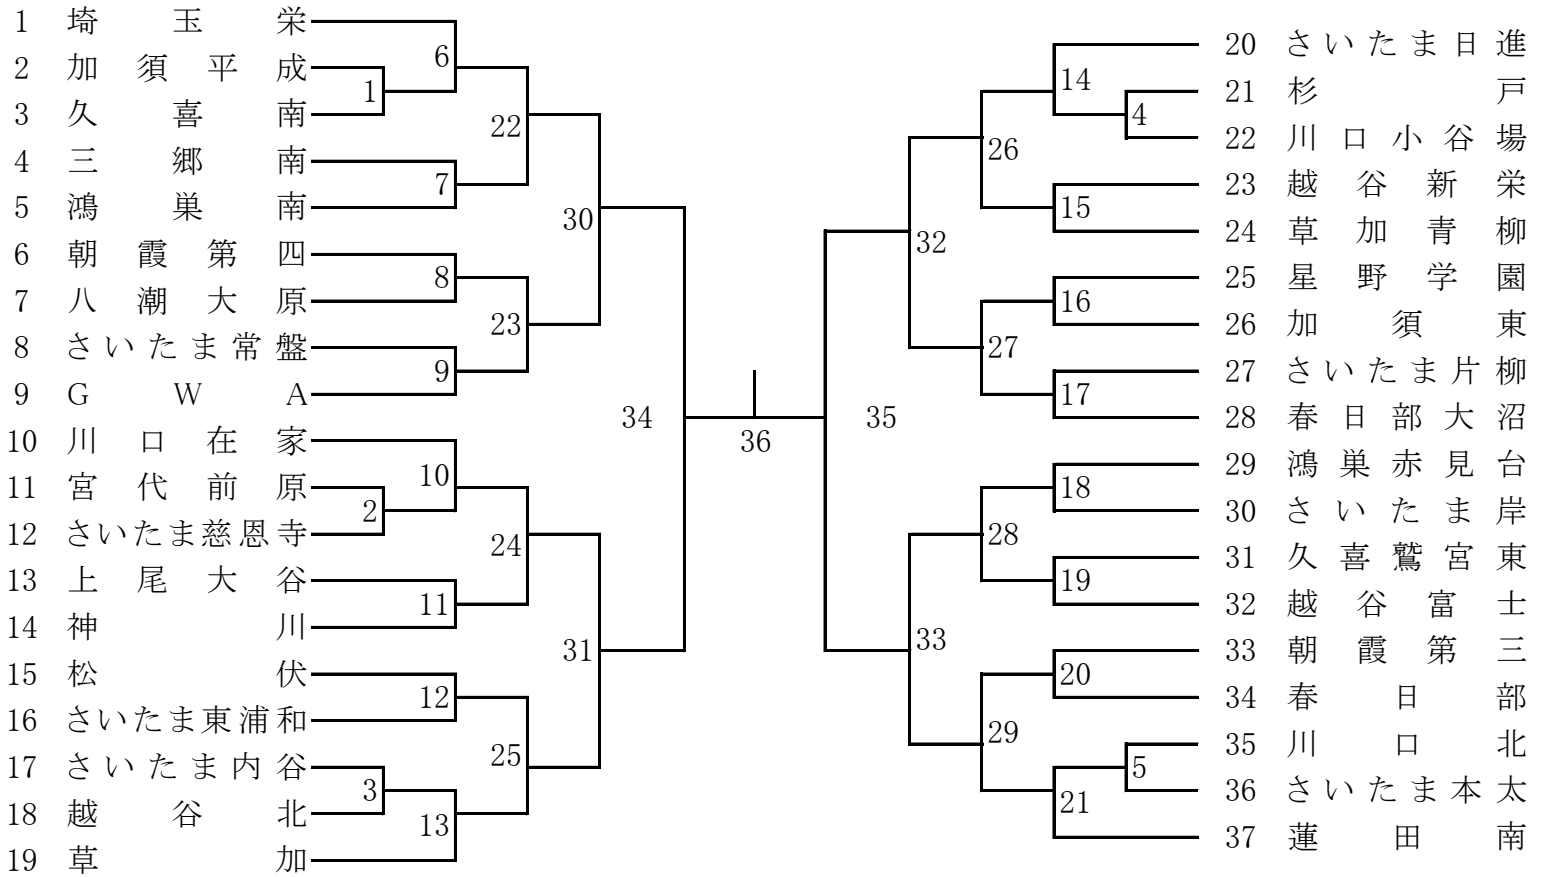 1 埼玉栄
2 加須平成
3 久喜南
4 三郷南
5 鴻巣南
6 朝霞第四
7 八潮大原
8 さいたま常盤
9 GWA
10 川口在家
11 宮代前原
12 さいたま慈恩寺
13 上尾大谷
14 神川
15 松伏
16 さいたま東浦和
17 さいたま内谷
18 越谷北
19 草加
1
2
3
6
7
8
9
10
11
12
13
22
23
24
25
30
31
34
36
35
32
33
26
27
28
29
14
15
16
17
18
19
20
21
4
5
20 さいたま日進
21 杉戸
22 川口小谷場
23 越谷新栄
24 草加青柳
25 星野学園
26 加須東
27 さいたま片柳
28 春日部大沼
29 鴻巣赤見台
30 さいたま岸
31 久喜鷲宮東
32 越谷富士
33 朝霞第三
34 春日部
35 川口北
36 さいたま本太
37 蓮田南